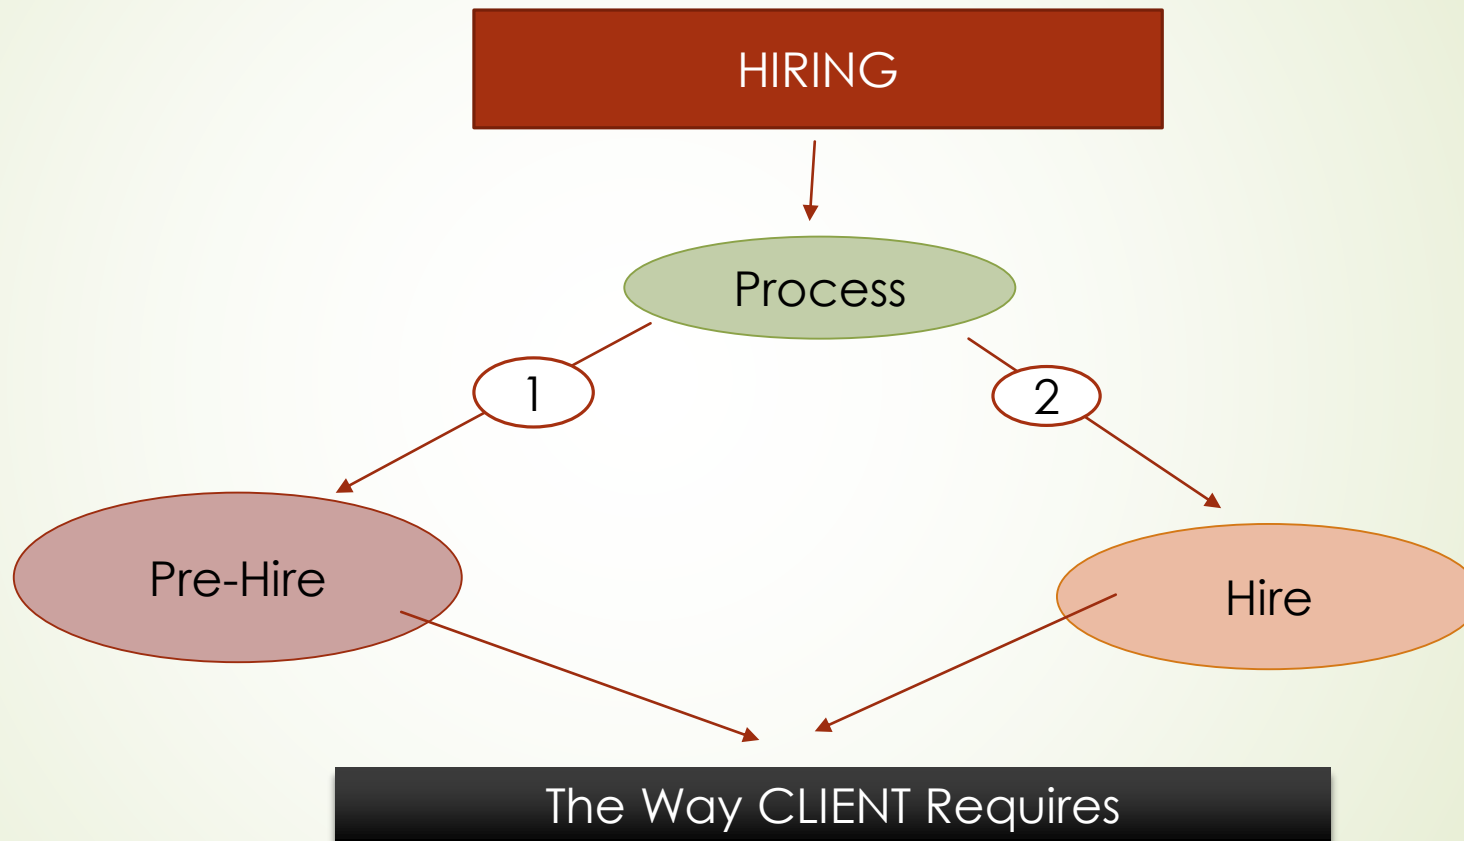 HIRING
Process
1
2
Pre-Hire
Hire
The Way CLIENT Requires